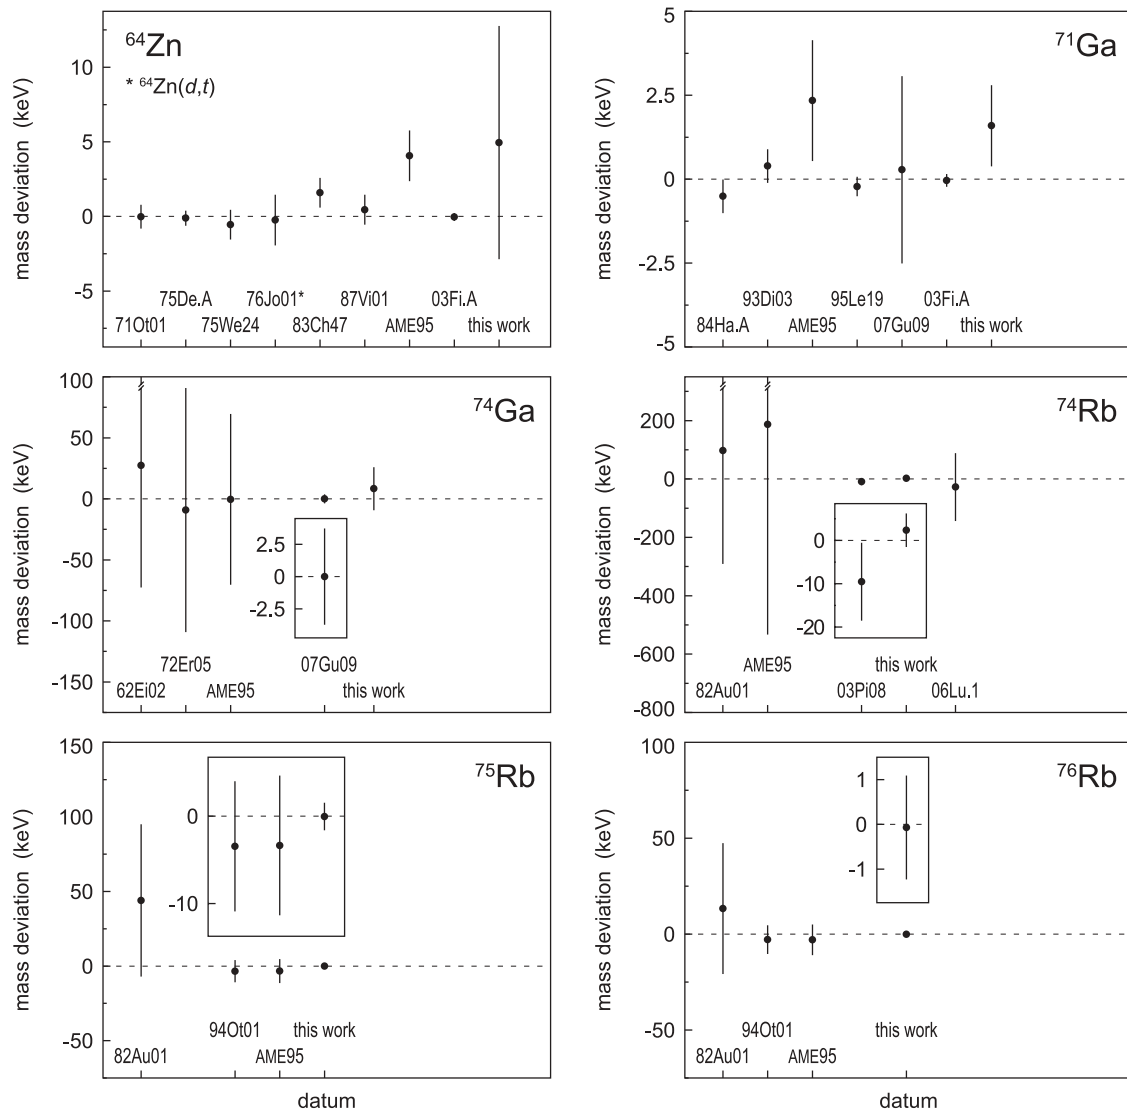 mass deviation (keV)
10
5
0
-5
⁶⁴Zn
* ⁶⁴Zn(d,t)
75De.A 76Jo01* 87Vi01 03Fi.A
71Ot01 75We24 83Ch47 AME95 this work
mass deviation (keV)
5
2.5
0
-2.5
-5
⁷¹Ga
93Di03 95Le19 03Fi.A
84Ha.A AME95 07Gu09 this work
mass deviation (keV)
100
75
50
25
0
-50
-100
-150
⁷⁴Ga
2.5
0
-2.5
72Er05 07Gu09
62Ei02 AME95 this work
mass deviation (keV)
200
0
-200
-400
-600
-800
⁷⁴Rb
0
-10
-20
AME95 this work
82Au01 03Pi08 06Lu.1
mass deviation (keV)
150
100
50
0
-50
⁷⁵Rb
0
-10
94Ot01 this work
82Au01 AME95
datum
mass deviation (keV)
100
50
0
-50
⁷⁶Rb
1
0
-1
94Ot01 this work
82Au01 AME95
datum